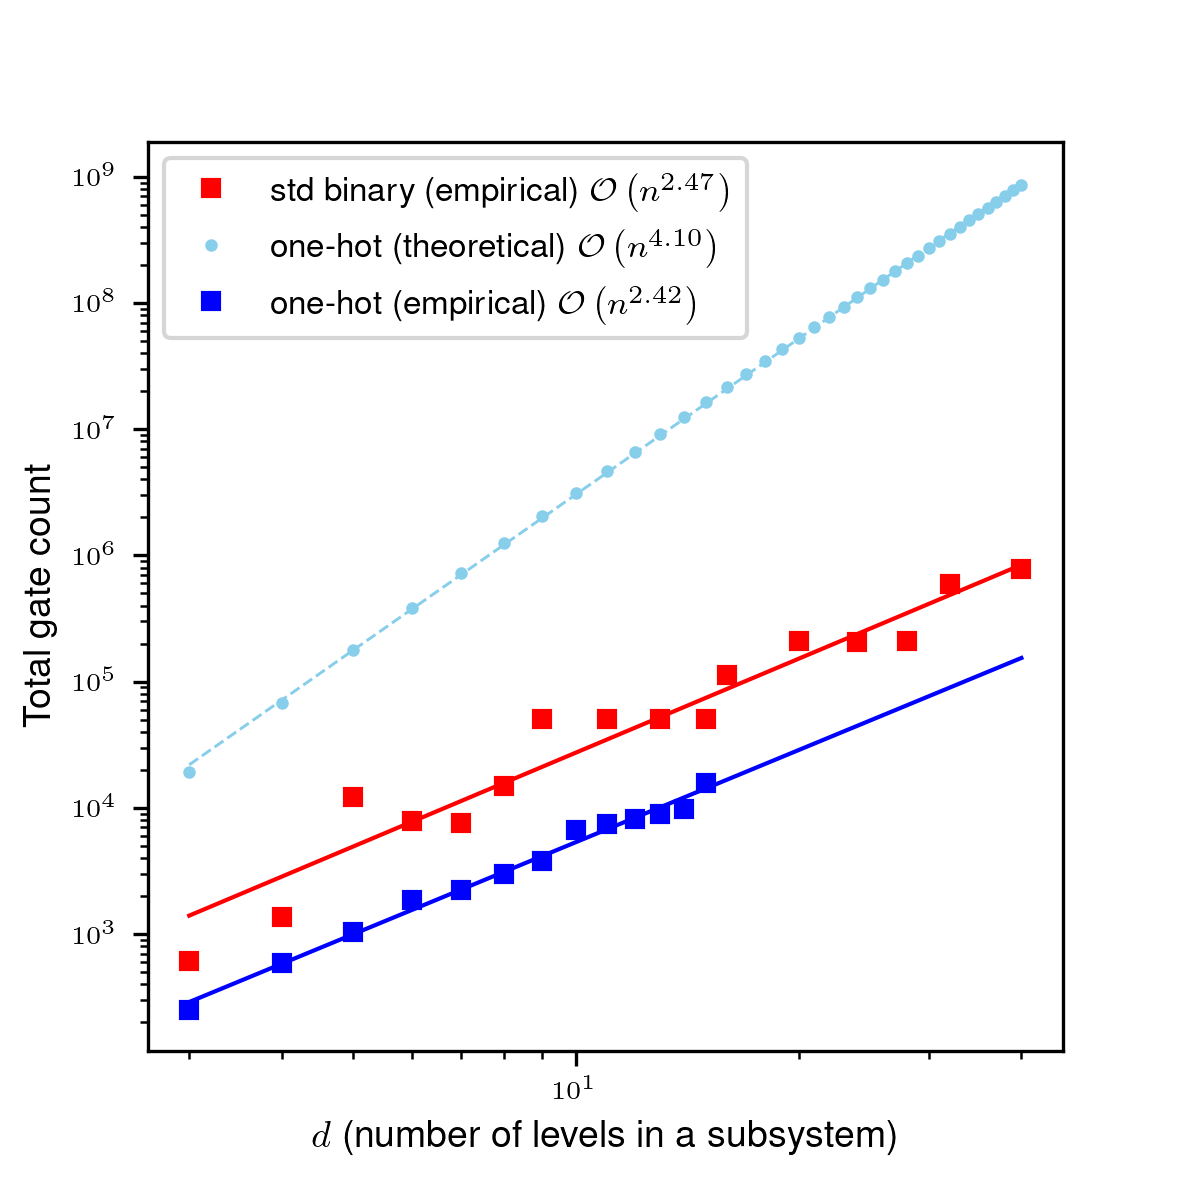 std binary (empirical) 𝒪 (n^2.47)
one-hot (theoretical) 𝒪 (n^4.10)
one-hot (empirical) 𝒪 (n^2.42)
10^9
10^8
10^7
10^6
10^5
10^4
10^3
Total gate count
10^1
d (number of levels in a subsystem)